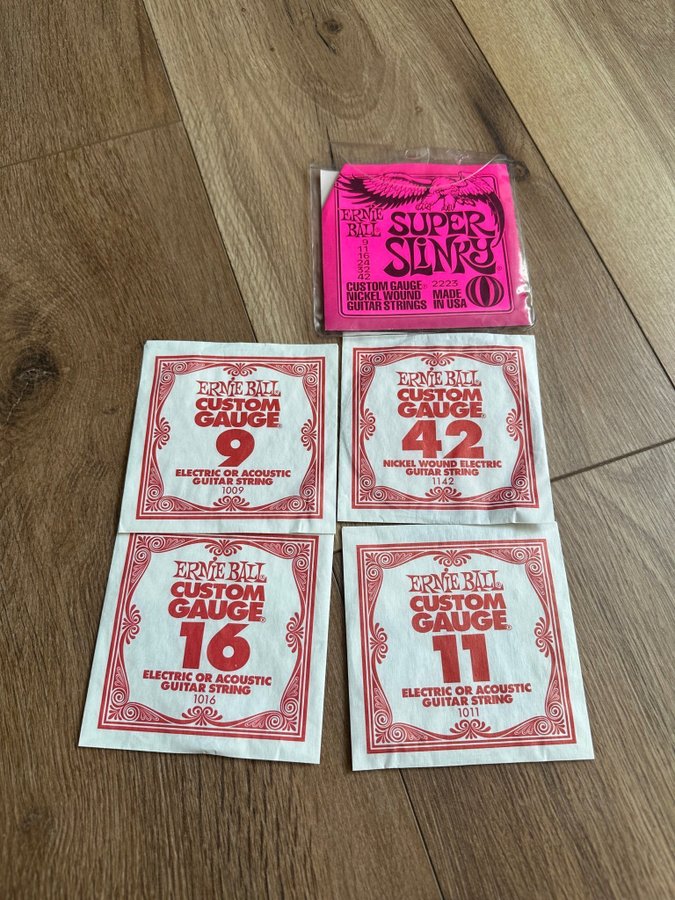 ERNIE BALL
SUPER SLINKY®
9
11
16
24
32
42
CUSTOM GAUGE® 2223
NICKEL WOUND MADE
GUITAR STRINGS IN USA
ERNIE BALL
CUSTOM
GAUGE®
9
ELECTRIC OR ACOUSTIC
GUITAR STRING
1009
ERNIE BALL
CUSTOM
GAUGE®
42
NICKEL WOUND ELECTRIC
GUITAR STRING
1142
ERNIE BALL
CUSTOM
GAUGE®
16
ELECTRIC OR ACOUSTIC
GUITAR STRING
1016
ERNIE BALL
CUSTOM
GAUGE®
11
ELECTRIC OR ACOUSTIC
GUITAR STRING
1011